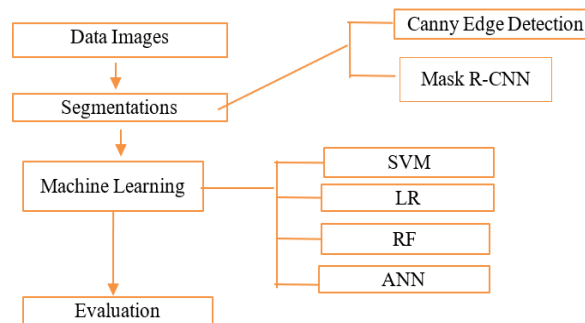 Data Images
Canny Edge Detection
Mask R-CNN
Segmentations
Machine Learning
SVM
LR
RF
ANN
Evaluation